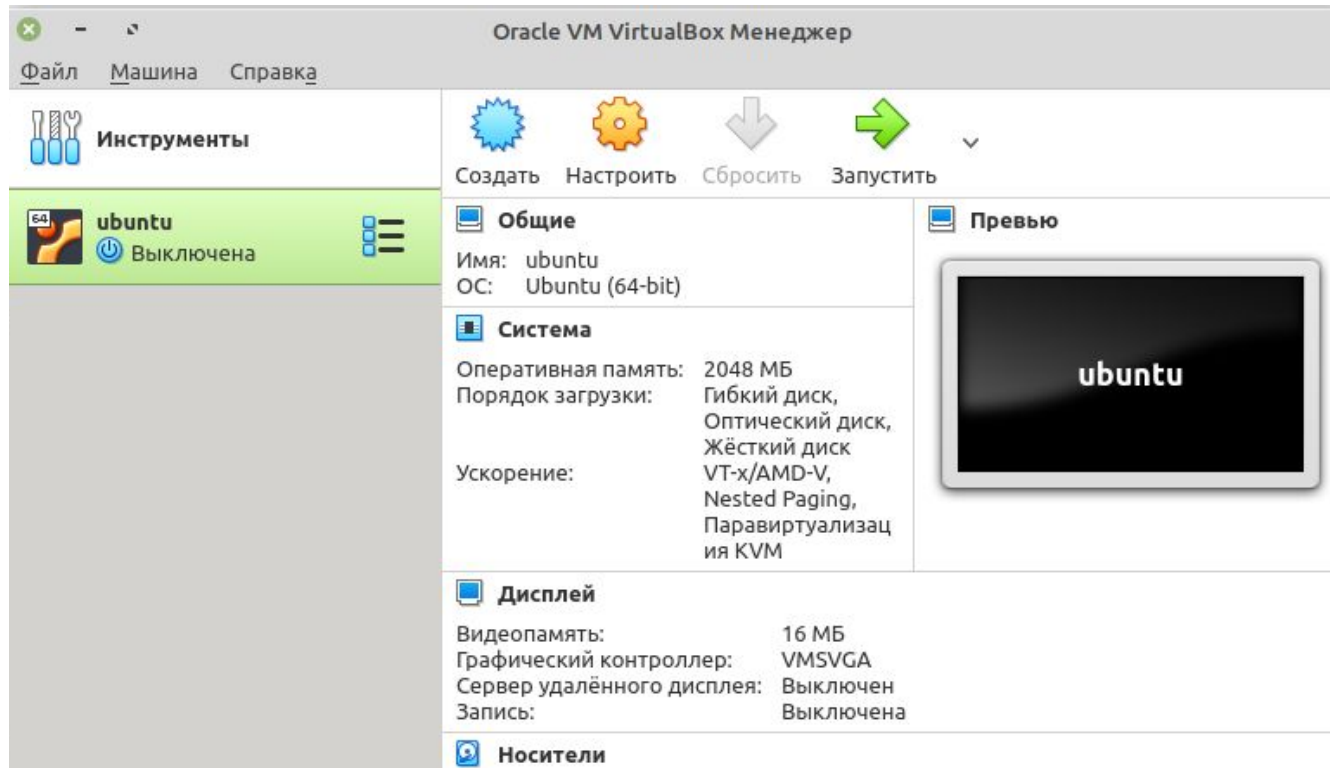 Oracle VM VirtualBox Менеджер
Файл Машина Справка
Инструменты
Создать Настроить Сбросить Запустить
64
ubuntu
Выключена
Общие
Имя: ubuntu
ОС: Ubuntu (64-bit)
Превью
ubuntu
Система
Оперативная память: 2048 МБ
Порядок загрузки: Гибкий диск,
Оптический диск,
Жёсткий диск
Ускорение: VT-x/AMD-V,
Nested Paging,
Паравиртуализац
ия KVM
Дисплей
Видеопамять: 16 МБ
Графический контроллер: VMSVGA
Сервер удалённого дисплея: Выключен
Запись: Выключена
Носители